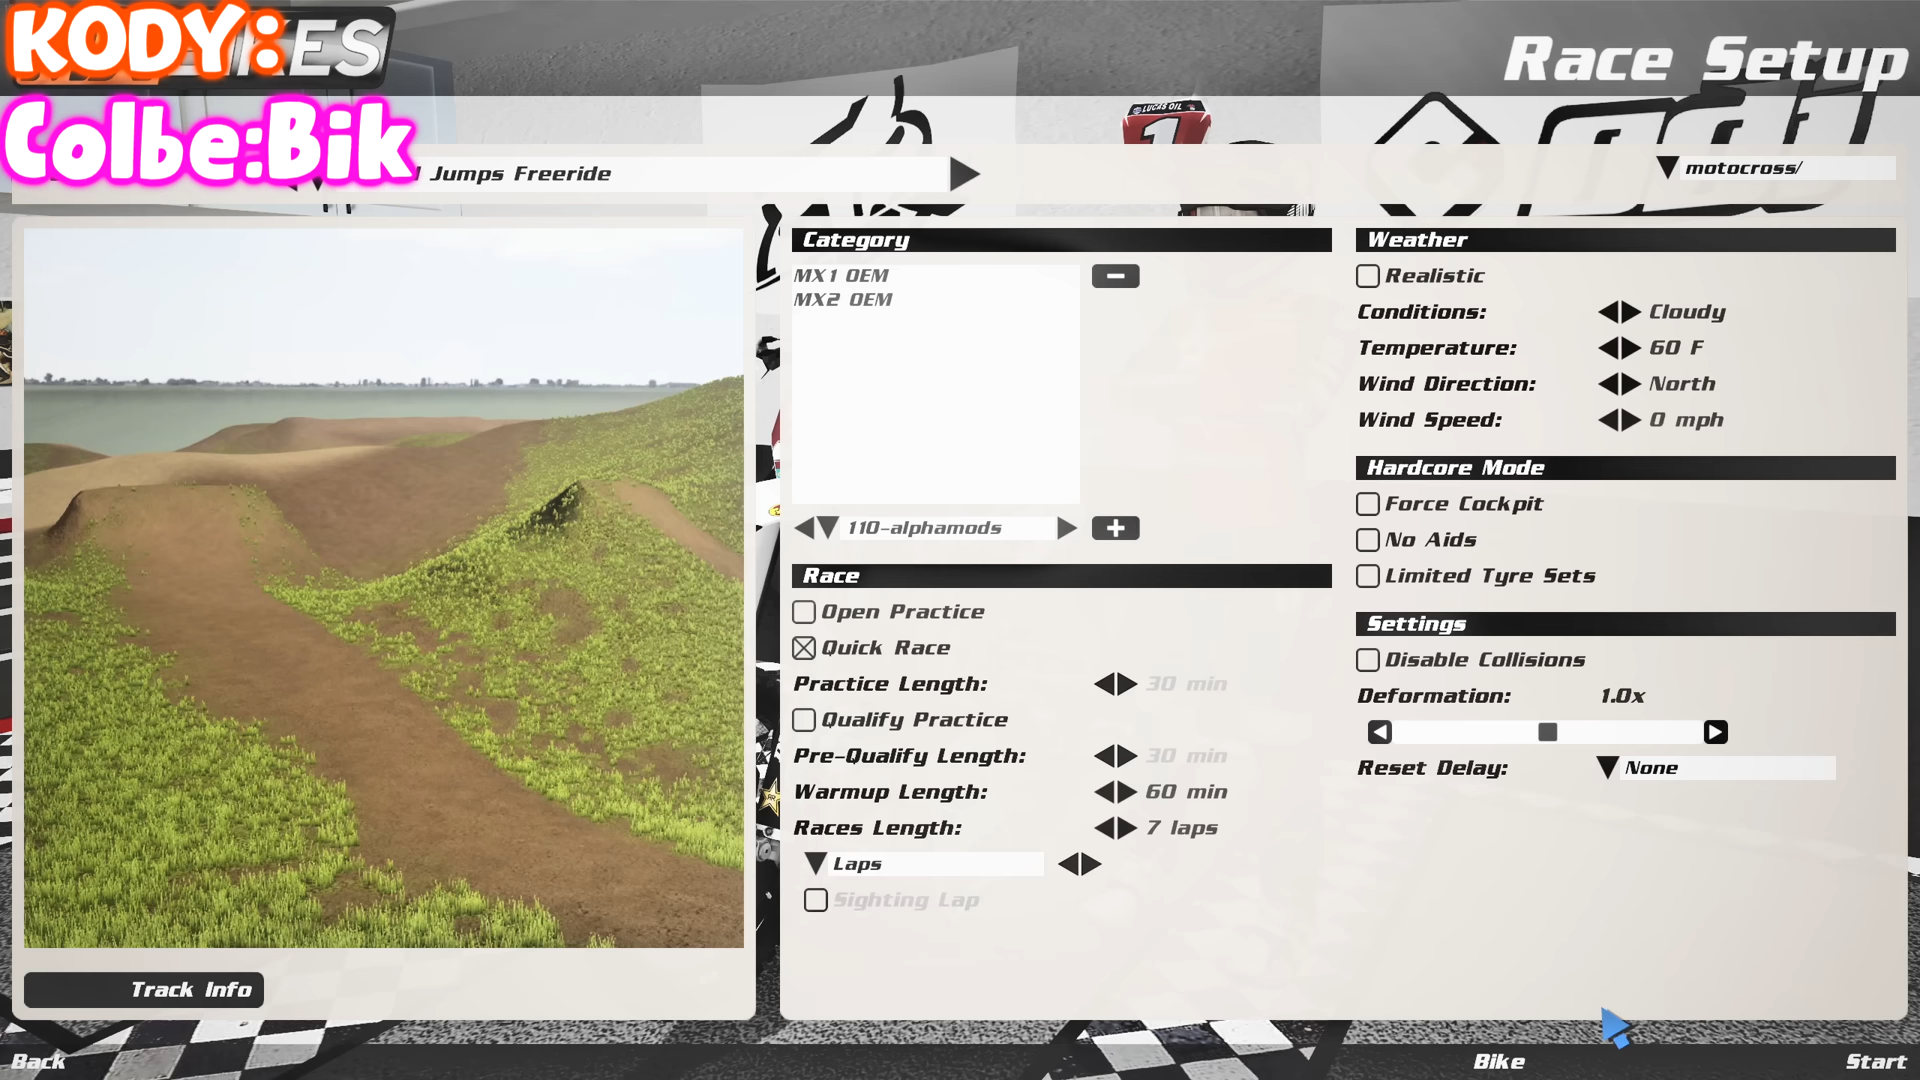 KODY:
KES
Race Setup
Colbe:Bik
LUCAS OIL
1
Jumps Freeride
motocross/
Category
MX1 OEM
MX2 OEM
110-alphamods
Race
Open Practice
Quick Race
Practice Length: 30 min
Qualify Practice
Pre-Qualify Length: 30 min
Warmup Length: 60 min
Races Length: 7 laps
Laps
Sighting Lap
Weather
Realistic
Conditions: Cloudy
Temperature: 60 F
Wind Direction: North
Wind Speed: 0 mph
Hardcore Mode
Force Cockpit
No Aids
Limited Tyre Sets
Settings
Disable Collisions
Deformation: 1.0x
Reset Delay: None
Track Info
Back
Bike
Start